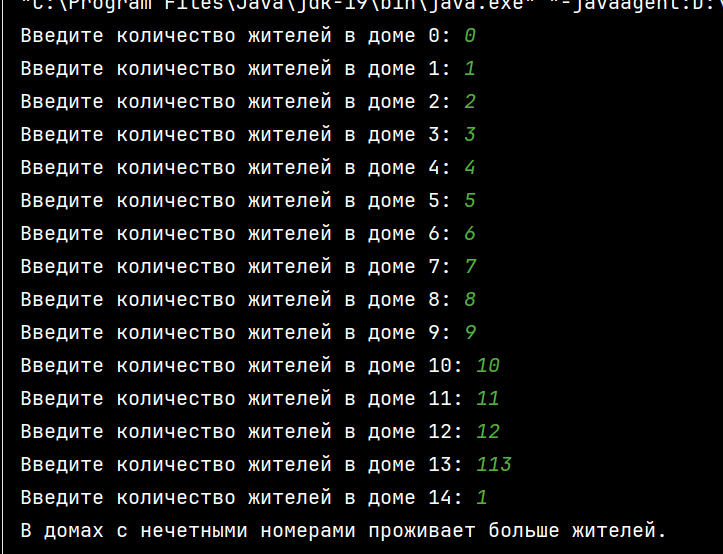 "C:\Program Files\Java\jdk-19\bin\java.exe" "-javaagent:D:\
Введите количество жителей в доме 0: 0
Введите количество жителей в доме 1: 1
Введите количество жителей в доме 2: 2
Введите количество жителей в доме 3: 3
Введите количество жителей в доме 4: 4
Введите количество жителей в доме 5: 5
Введите количество жителей в доме 6: 6
Введите количество жителей в доме 7: 7
Введите количество жителей в доме 8: 8
Введите количество жителей в доме 9: 9
Введите количество жителей в доме 10: 10
Введите количество жителей в доме 11: 11
Введите количество жителей в доме 12: 12
Введите количество жителей в доме 13: 113
Введите количество жителей в доме 14: 1
В домах с нечетными номерами проживает больше жителей.